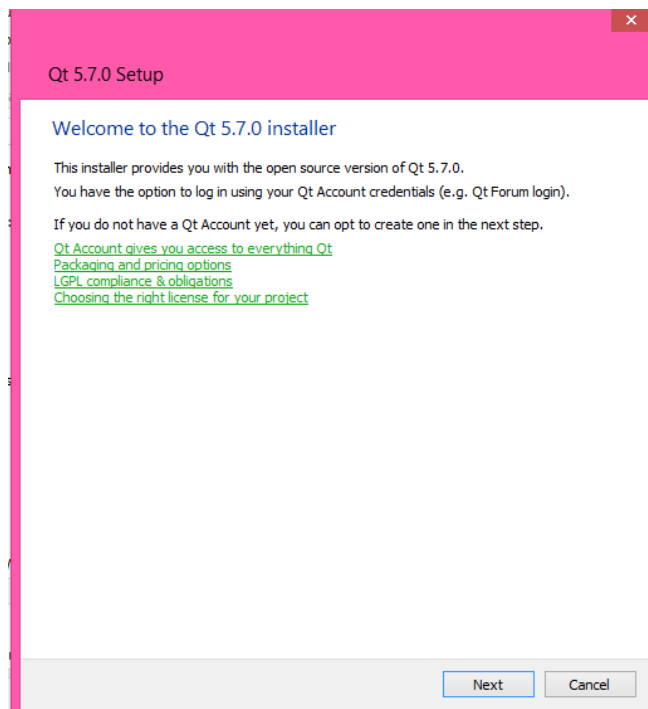 Qt 5.7.0 Setup
Welcome to the Qt 5.7.0 installer
This installer provides you with the open source version of Qt 5.7.0.
You have the option to log in using your Qt Account credentials (e.g. Qt Forum login).
If you do not have a Qt Account yet, you can opt to create one in the next step.
Qt Account gives you access to everything Qt
Packaging and pricing options
LGPL compliance & obligations
Choosing the right license for your project
Next Cancel